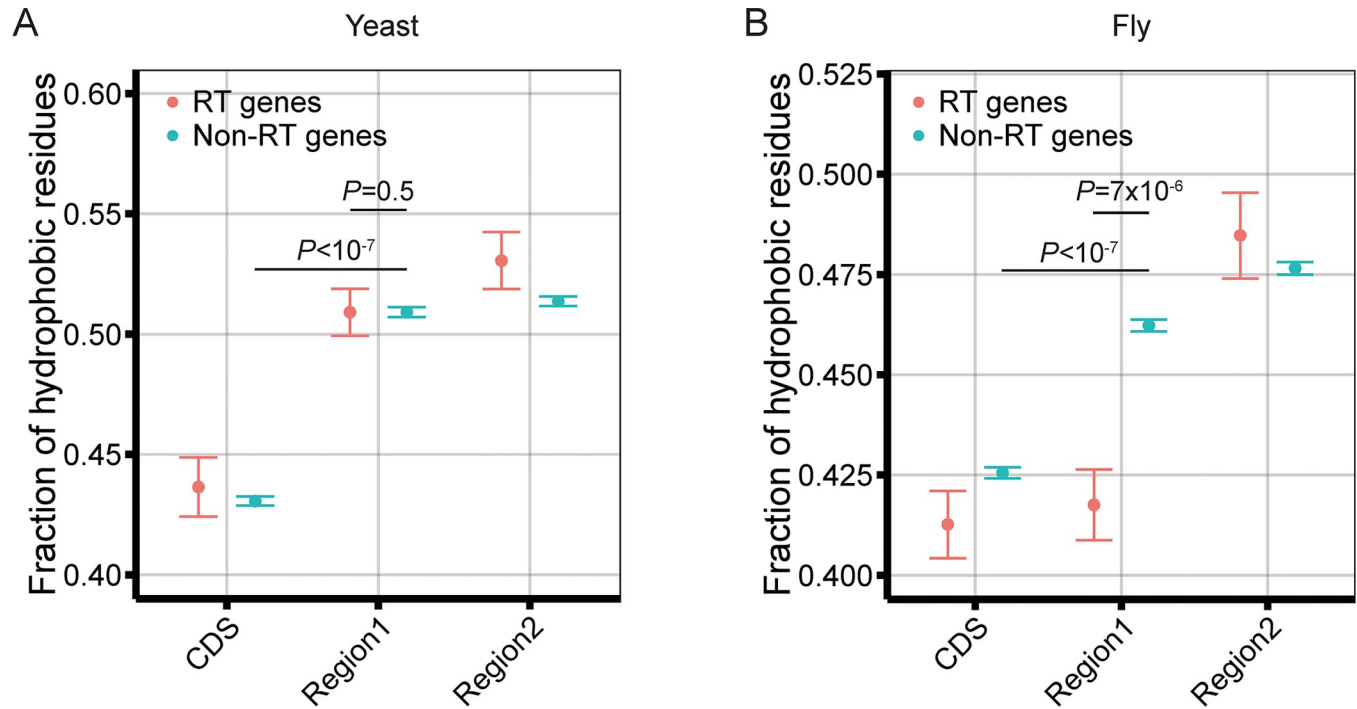 A
Yeast
Fraction of hydrophobic residues
0.60
0.55
0.50
0.45
0.40
RT genes
Non-RT genes
P=0.5
P<10⁻⁷
CDS
Region1
Region2
B
Fly
Fraction of hydrophobic residues
0.525
0.500
0.475
0.450
0.425
0.400
RT genes
Non-RT genes
P=7x10⁻⁶
P<10⁻⁷
CDS
Region1
Region2